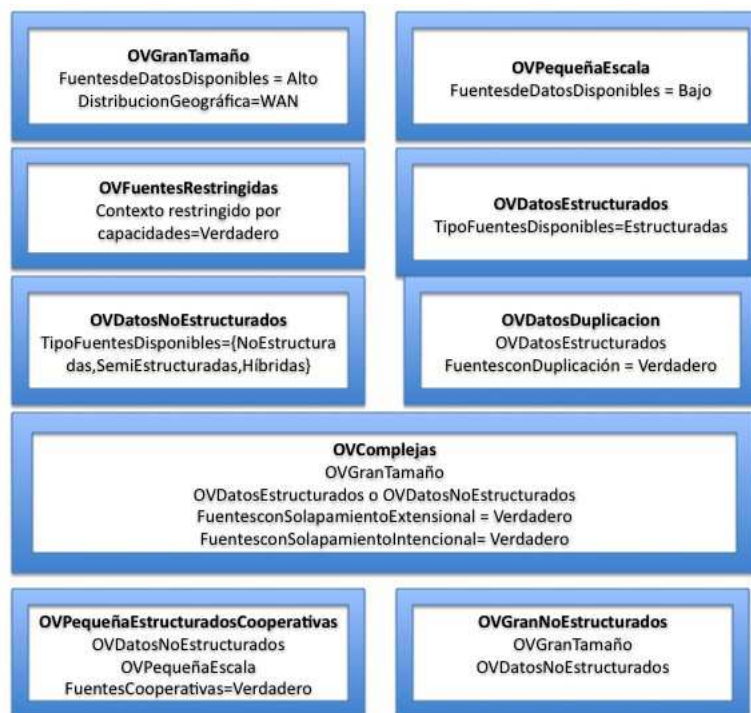 OVGranTamaño
FuentesdeDatosDisponibles = Alto
DistribucionGeográfica=WAN
OVPequeñaEscala
FuentesdeDatosDisponibles = Bajo
OVFuentesRestringidas
Contexto restringido por
capacidades=Verdadero
OVDatosEstructurados
TipoFuentesDisponibles=Estructuradas
OVDatosNoEstructurados
TipoFuentesDisponibles={NoEstructura
das,SemiEstructuradas,Híbridas}
OVDatosDuplicacion
OVDatosEstructurados
FuentesconDuplicación = Verdadero
OVComplejas
OVGranTamaño
OVDatosEstructurados o OVDatosNoEstructurados
FuentesconSolapamientoExtensional = Verdadero
FuentesconSolapamientoIntencional= Verdadero
OVPequeñaEstructuradosCooperativas
OVDatosNoEstructurados
OVPequeñaEscala
FuentesCooperativas=Verdadero
OVGranNoEstructurados
OVGranTamaño
OVDatosNoEstructurados